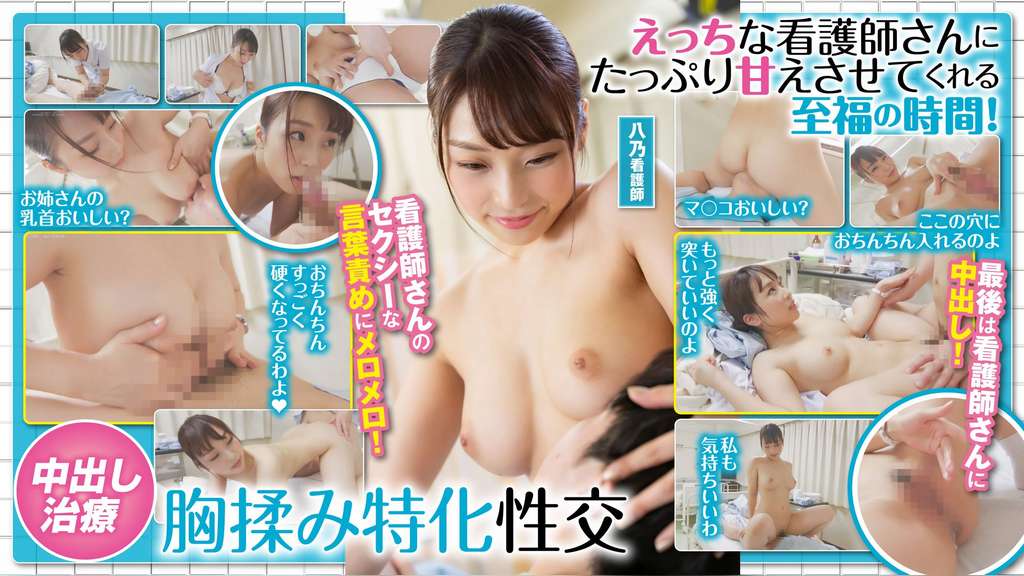 えっちな看護師さんに
たっぷり甘えさせてくれる
至福の時間!
八乃看護師
お姉さんの
乳首おいしい?
おちんちん
すっごく
硬くなってるわよ♥
看護師さんの
セクシーな
言葉責めにメロメロ!
マ○コおいしい?
ここの穴に
おちんちん入れるのよ
もっと強く
突いていいのよ
最後は看護師さんに
中出し!
私も
気持ちいいわ
中出し
治療
胸揉み特化性交